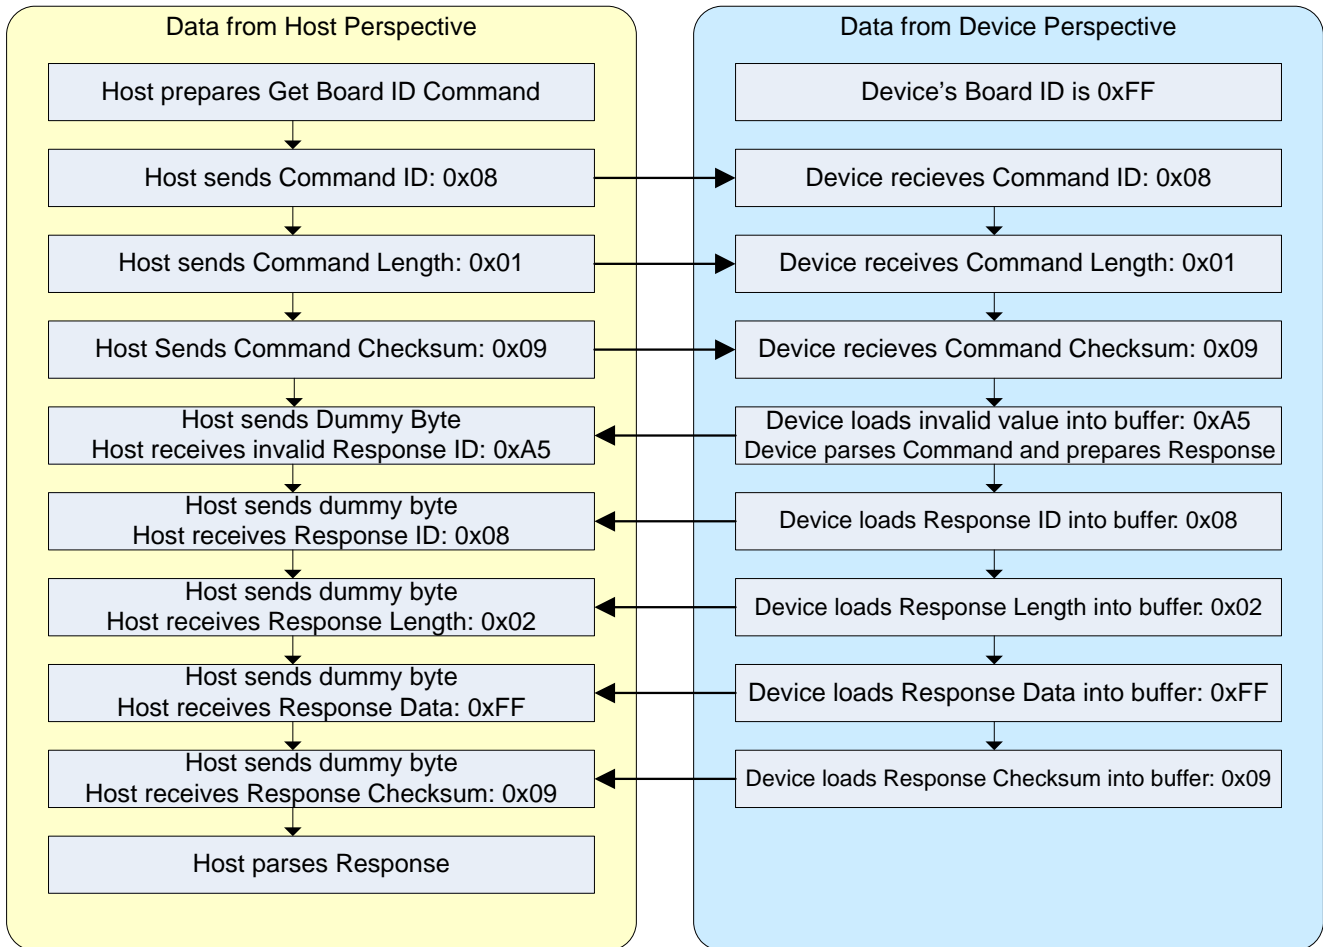 Data from Host Perspective
Host prepares Get Board ID Command
Host sends Command ID: 0x08
Host sends Command Length: 0x01
Host Sends Command Checksum: 0x09
Host sends Dummy Byte
Host receives invalid Response ID: 0xA5
Host sends dummy byte
Host receives Response ID: 0x08
Host sends dummy byte
Host receives Response Length: 0x02
Host sends dummy byte
Host receives Response Data: 0xFF
Host sends dummy byte
Host receives Response Checksum: 0x09
Host parses Response
Data from Device Perspective
Device's Board ID is 0xFF
Device recieves Command ID: 0x08
Device receives Command Length: 0x01
Device recieves Command Checksum: 0x09
Device loads invalid value into buffer: 0xA5
Device parses Command and prepares Response
Device loads Response ID into buffer: 0x08
Device loads Response Length into buffer: 0x02
Device loads Response Data into buffer: 0xFF
Device loads Response Checksum into buffer: 0x09